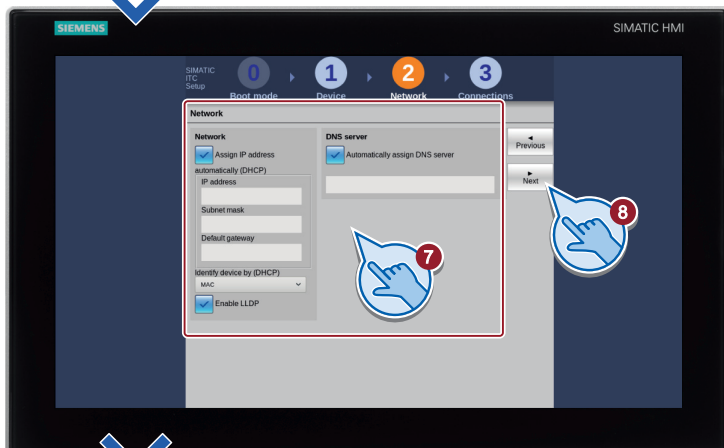 SIEMENS
SIMATIC HMI
SIMATIC
ITC
Setup
0
1
2
3
Boot mode
Device
Network
Connections
Network
Network
Assign IP address
automatically (DHCP)
IP address
Subnet mask
Default gateway
Identify device by (DHCP)
MAC
Enable LLDP
DNS server
Automatically assign DNS server
Previous
Next
7
8